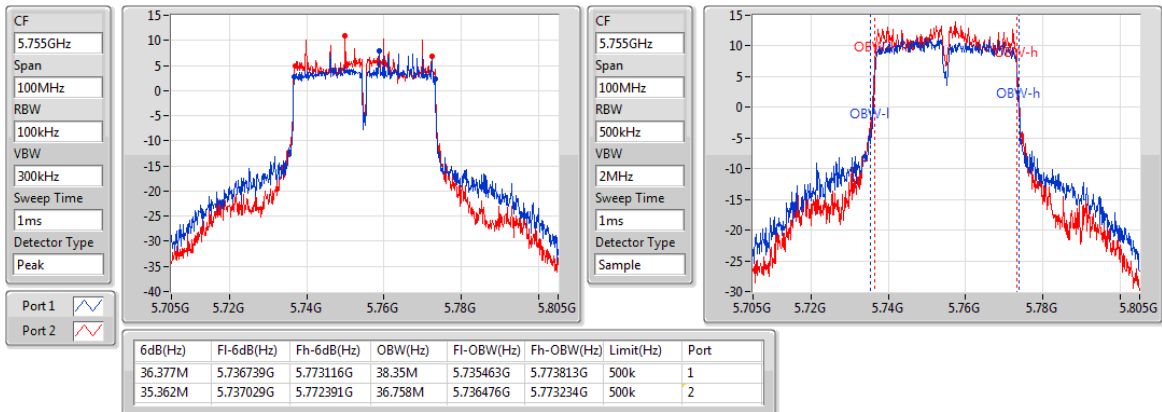 CF
5.755GHz
Span
100MHz
RBW
100kHz
VBW
300kHz
Sweep Time
1ms
Detector Type
Peak
Port 1
Port 2
15
10
5
0
-5
-10
-15
-20
-25
-30
-35
-40
5.705G 5.72G 5.74G 5.76G 5.78G 5.805G
CF
5.755GHz
Span
100MHz
RBW
500kHz
VBW
2MHz
Sweep Time
1ms
Detector Type
Sample
15
10
5
0
-5
-10
-15
-20
-25
-30
OBW-h
OBW-l
OBW-h
5.705G 5.72G 5.74G 5.76G 5.78G 5.805G
6dB(Hz) Fl-6dB(Hz) Fh-6dB(Hz) OBW(Hz) Fl-OBW(Hz) Fh-OBW(Hz) Limit(Hz) Port
36.377M 5.736739G 5.773116G 38.35M 5.735463G 5.773813G 500k 1
35.362M 5.737029G 5.772391G 36.758M 5.736476G 5.773234G 500k 2